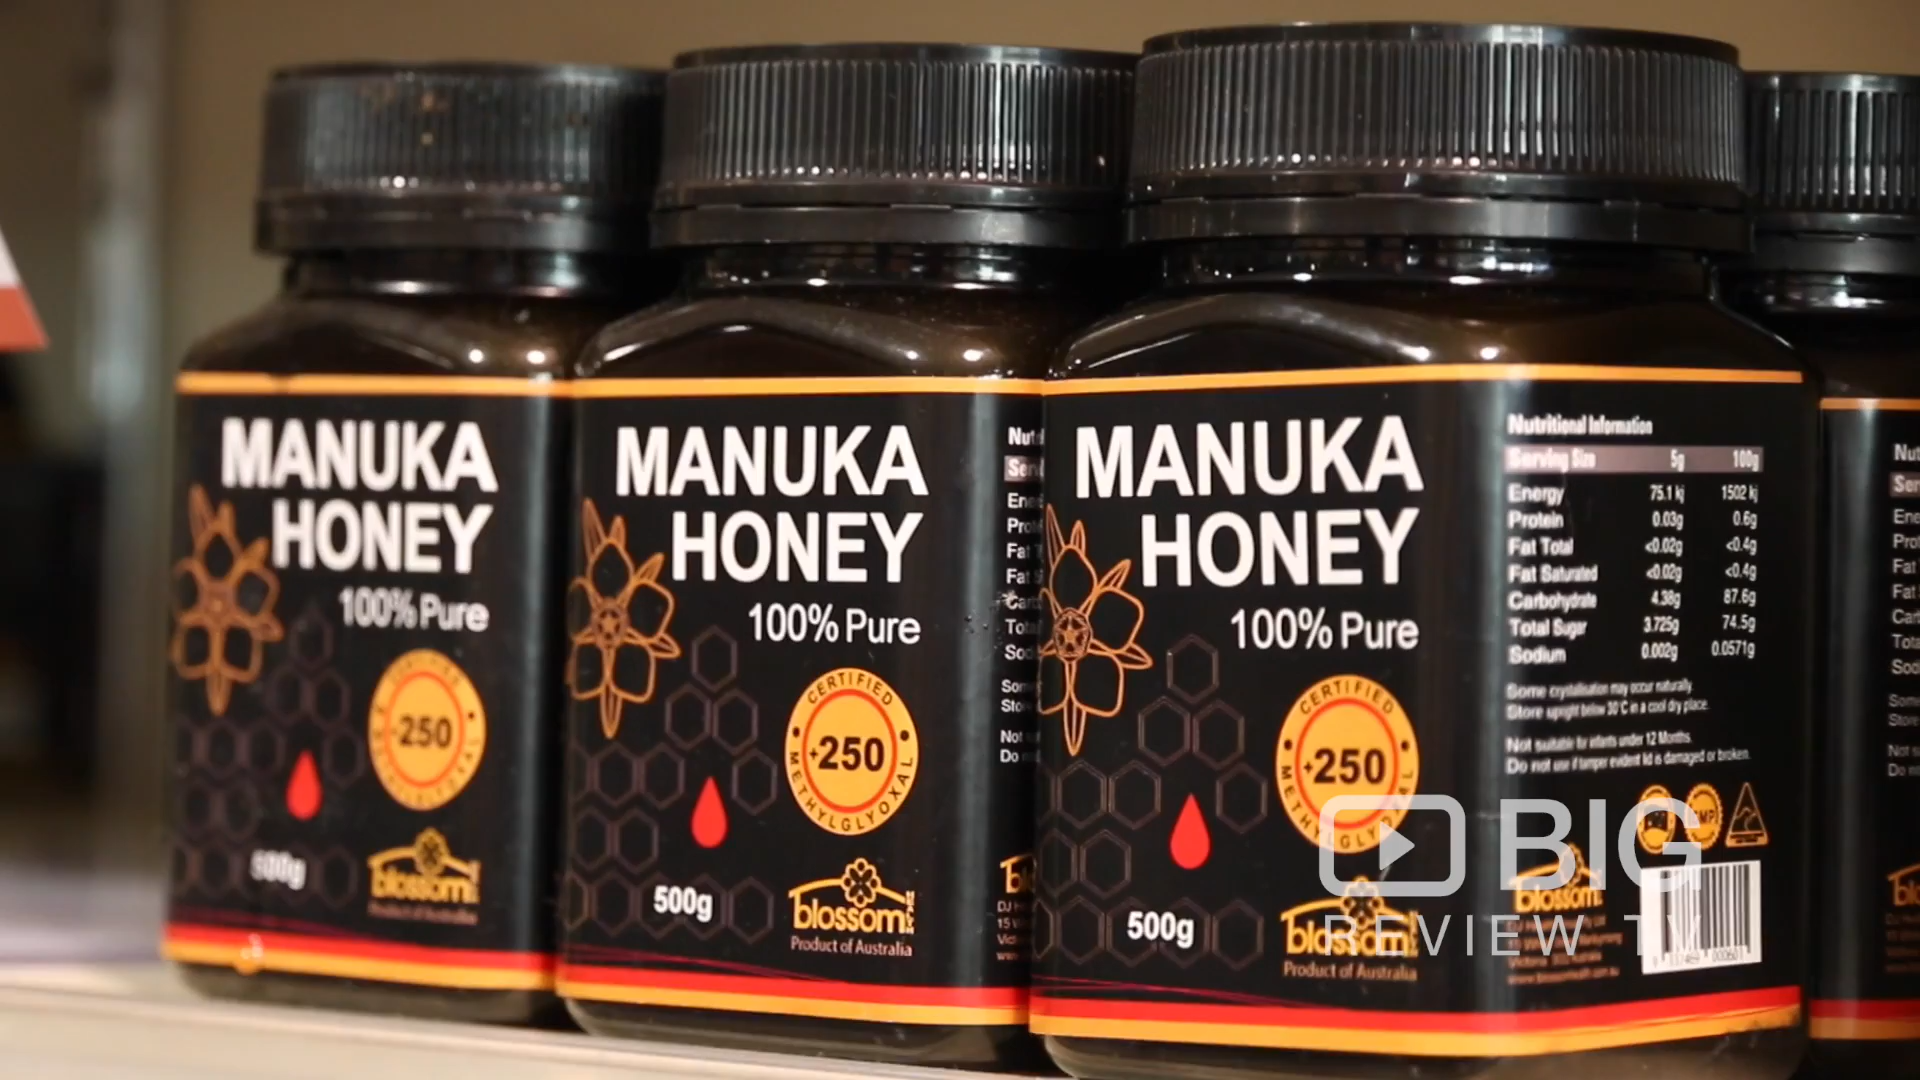 MANUKA
HONEY
100% Pure
250
500g
blossom
Product of Australia
MANUKA
HONEY
100% Pure
CERTIFIED
+250
METHYLGLYOXAL
500g
blossom
Product of Australia
MANUKA
HONEY
100% Pure
CERTIFIED
+250
METHYLGLYOXAL
500g
blossom
Product of Australia
Nutritional Information
Serving Size 5g 100g
Energy 75.1 kj 1502 kj
Protein 0.03g 0.6g
Fat Total <0.02g <0.4g
Fat Saturated <0.02g <0.4g
Carbohydrate 4.38g 87.6g
Total Sugar 3.725g 74.5g
Sodium 0.002g 0.0571g
Some crystallisation may occur naturally.
Store upright below 30°C in a cool dry place.
Not suitable for infants under 12 Months.
Do not use if tamper evident lid is damaged or broken.
blossom
BIG
REVIEW TV